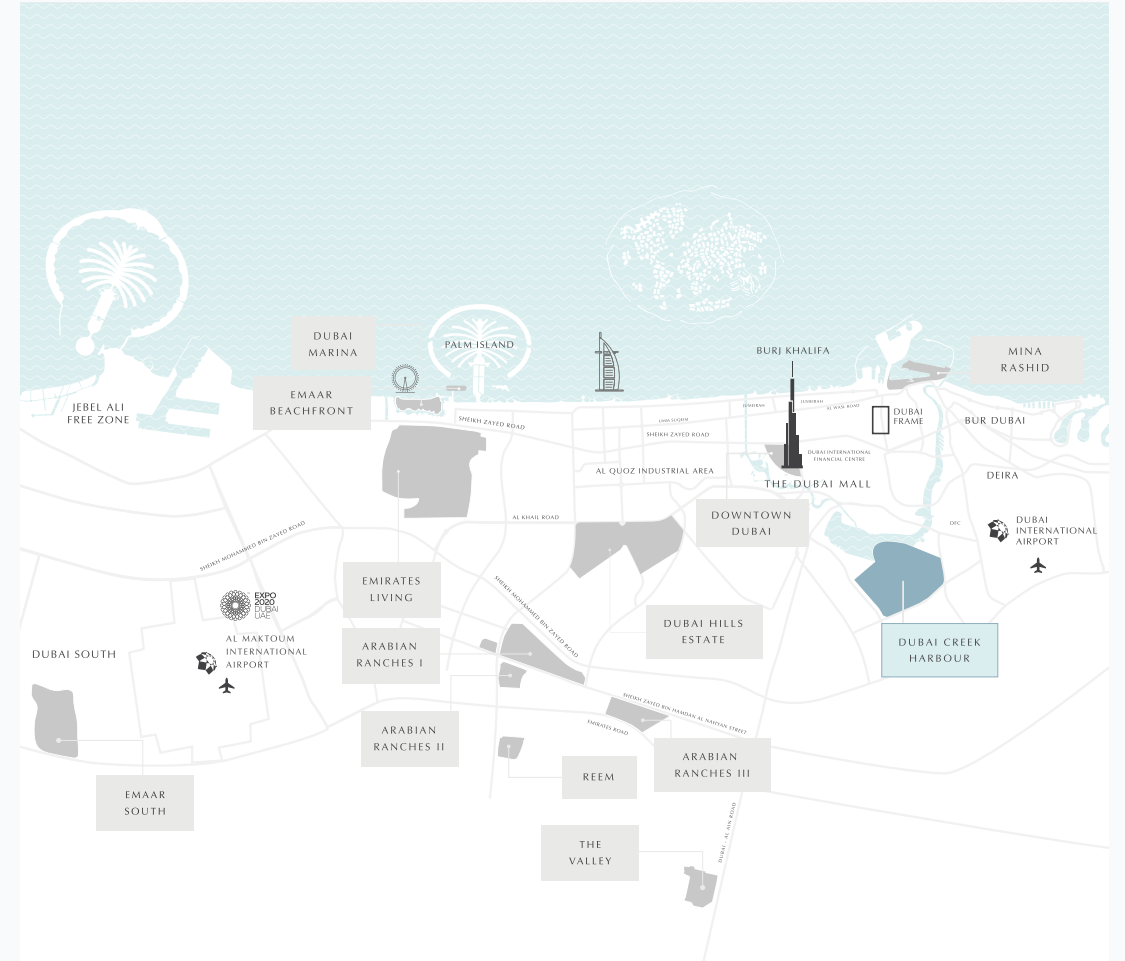 DUBAI
MARINA
PALM ISLAND
BURJ KHALIFA
MINA
RASHID
EMAAR
BEACHFRONT
JEBEL ALI
FREE ZONE
SHEIKH ZAYED ROAD
JUMEIRAH
JUMEIRAH
AL WASL ROAD
DUBAI
FRAME
BUR DUBAI
SHEIKH ZAYED ROAD
DUBAI INTERNATIONAL
FINANCIAL CENTRE
AL QUOZ INDUSTRIAL AREA
THE DUBAI MALL
DEIRA
AL KHAIL ROAD
DOWNTOWN
DUBAI
DFC
DUBAI
INTERNATIONAL
AIRPORT
SHEIKH MOHAMMED BIN ZAYED ROAD
EMIRATES
LIVING
SHEIKH MOHAMMED BIN ZAYED ROAD
EXPO
2020
DUBAI
UAE
DUBAI HILLS
ESTATE
DUBAI CREEK
HARBOUR
AL MAKTOUM
INTERNATIONAL
AIRPORT
DUBAI SOUTH
ARABIAN
RANCHES I
SHEIKH ZAYED BIN HAMDAN AL NAHYAN STREET
EMIRATES ROAD
ARABIAN
RANCHES II
ARABIAN
RANCHES III
REEM
EMAAR
SOUTH
DUBAI - AL AIN ROAD
THE
VALLEY